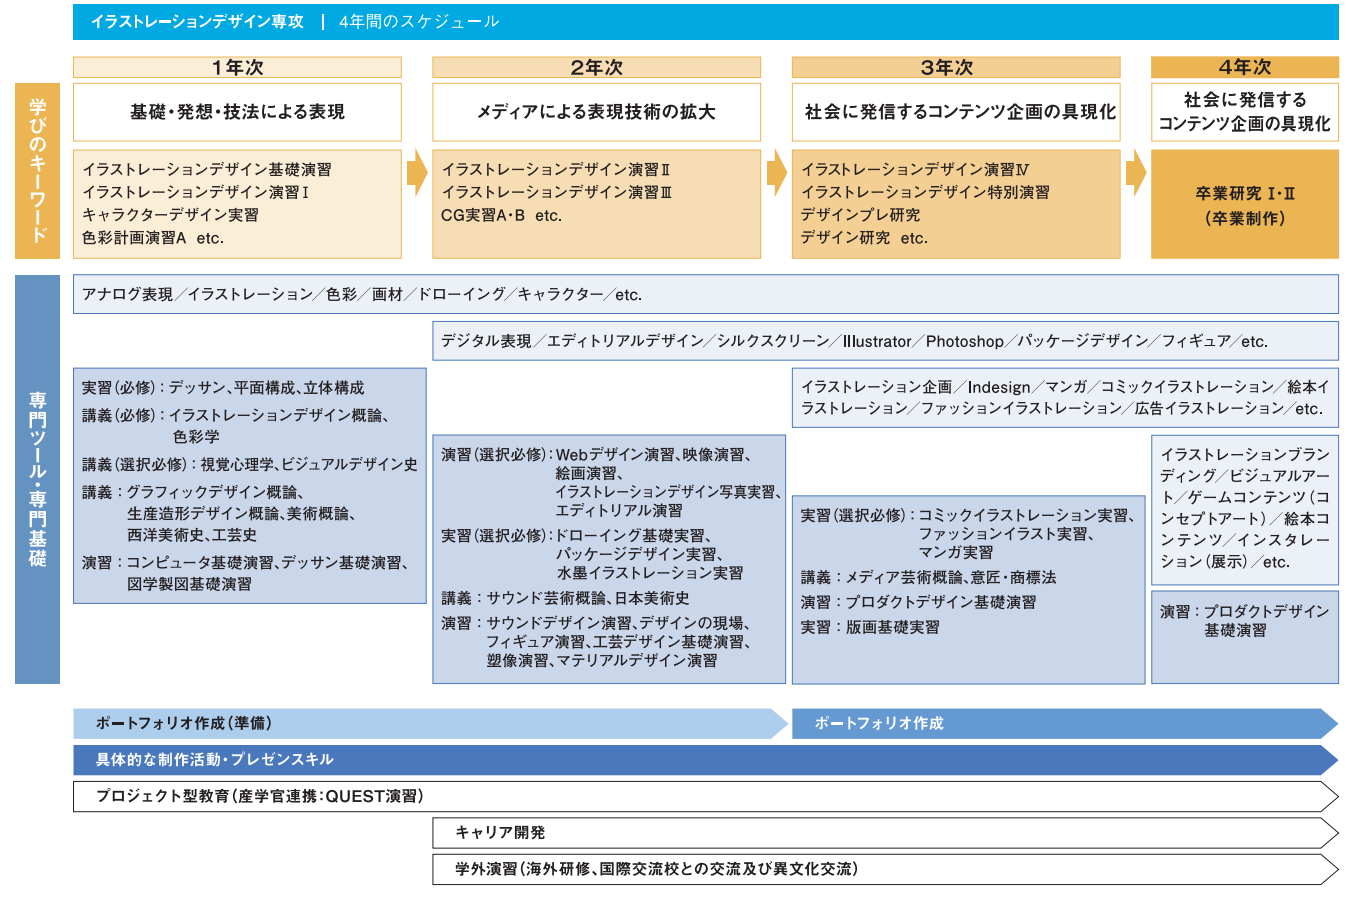 イラストレーションデザイン専攻 | 4年間のスケジュール
1年次
2年次
3年次
4年次
学びのキーワード
基礎・発想・技法による表現
メディアによる表現技術の拡大
社会に発信するコンテンツ企画の具現化
社会に発信する
コンテンツ企画の具現化
イラストレーションデザイン基礎演習
イラストレーションデザイン演習Ⅰ
キャラクターデザイン実習
色彩計画演習A etc.
イラストレーションデザイン演習Ⅱ
イラストレーションデザイン演習Ⅲ
CG実習A・B etc.
イラストレーションデザイン演習Ⅳ
イラストレーションデザイン特別演習
デザインプレ研究
デザイン研究 etc.
卒業研究Ⅰ・Ⅱ
(卒業制作)
専門ツール・専門基礎
アナログ表現／イラストレーション／色彩／画材／ドローイング／キャラクター／etc.
デジタル表現／エディトリアルデザイン／シルクスクリーン／Illustrator／Photoshop／パッケージデザイン／フィギュア／etc.
イラストレーション企画／Indesign／マンガ／コミックイラストレーション／絵本イ
ラストレーション／ファッションイラストレーション／広告イラストレーション／etc.
実習(必修)：デッサン、平面構成、立体構成
講義(必修)：イラストレーションデザイン概論、
色彩学
講義(選択必修)：視覚心理学、ビジュアルデザイン史
講義：グラフィックデザイン概論、
生産造形デザイン概論、美術概論、
西洋美術史、工芸史
演習：コンピュータ基礎演習、デッサン基礎演習、
図学製図基礎演習
演習(選択必修)：Webデザイン演習、映像演習、
絵画演習、
イラストレーションデザイン写真実習、
エディトリアル演習
実習(選択必修)：ドローイング基礎実習、
パッケージデザイン実習、
水墨イラストレーション実習
講義：サウンド芸術概論、日本美術史
演習：サウンドデザイン演習、デザインの現場、
フィギュア演習、工芸デザイン基礎演習、
塑像演習、マテリアルデザイン演習
実習(選択必修)：コミックイラストレーション実習、
ファッションイラスト実習、
マンガ実習
講義：メディア芸術概論、意匠・商標法
演習：プロダクトデザイン基礎演習
実習：版画基礎実習
イラストレーションブラン
ディング／ビジュアルアー
ト／ゲームコンテンツ(コ
ンセプトアート)／絵本コ
ンテンツ／インスタレー
ション(展示)／etc.
演習：プロダクトデザイン
基礎演習
ポートフォリオ作成(準備)
ポートフォリオ作成
具体的な制作活動・プレゼンスキル
プロジェクト型教育(産学官連携：QUEST演習)
キャリア開発
学外演習(海外研修、国際交流校との交流及び異文化交流)